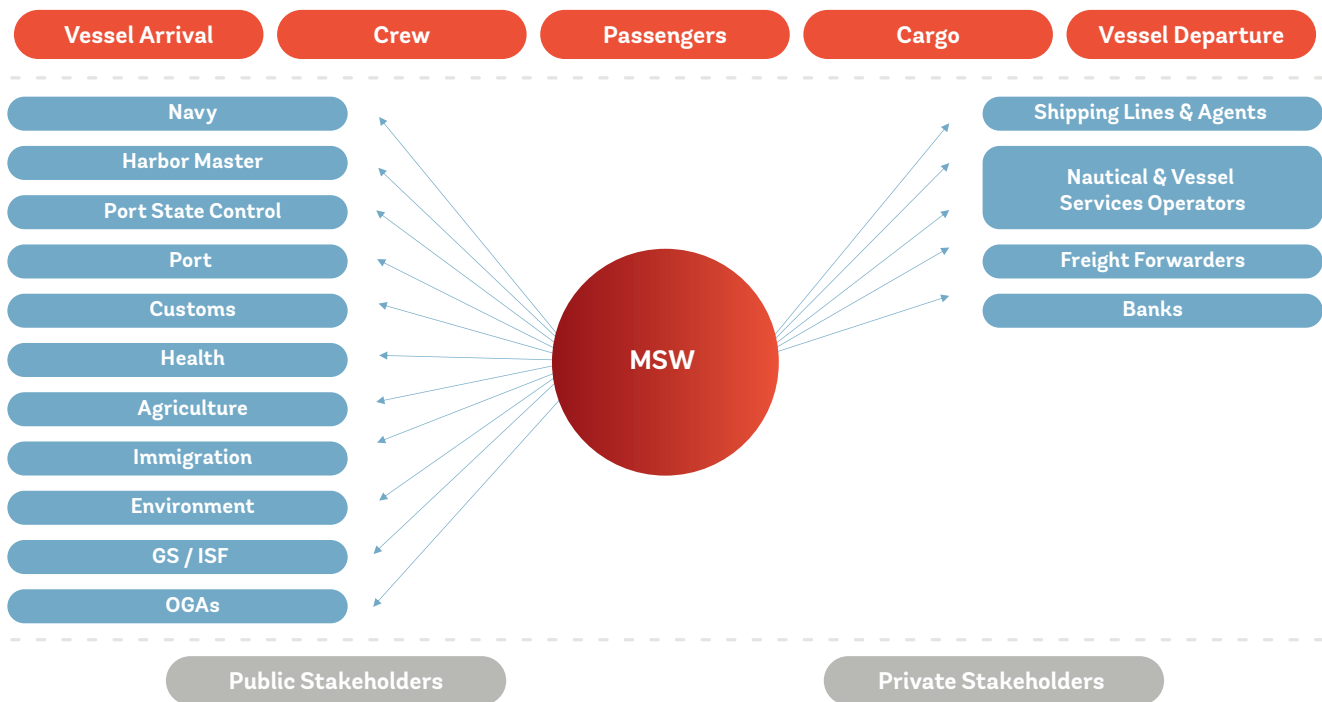 Vessel Arrival
Crew
Passengers
Cargo
Vessel Departure
Navy
Harbor Master
Port State Control
Port
Customs
Health
Agriculture
Immigration
Environment
GS / ISF
OGAs
MSW
Shipping Lines & Agents
Nautical & Vessel
Services Operators
Freight Forwarders
Banks
Public Stakeholders
Private Stakeholders